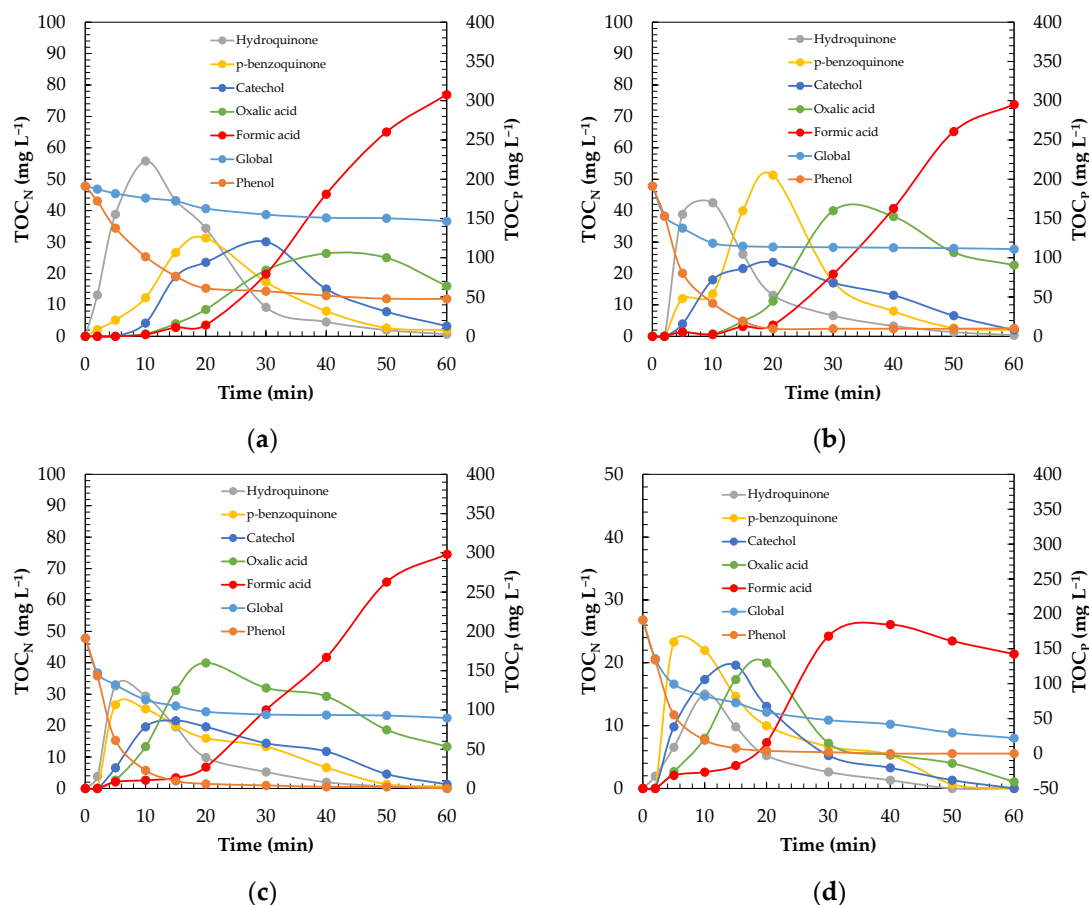 100 400
90 350
80 300
70 250
60 200
50 150
40 100
30 50
20 0
10
0
TOC_N (mg L⁻¹)
TOC_P (mg L⁻¹)
Hydroquinone
p-benzoquinone
Catechol
Oxalic acid
Formic acid
Global
Phenol
0 10 20 30 40 50 60
Time (min)
(a)
100 400
90 350
80 300
70 250
60 200
50 150
40 100
30 50
20 0
10
0
TOC_N (mg L⁻¹)
TOC_P (mg L⁻¹)
Hydroquinone
p-benzoquinone
Catechol
Oxalic acid
Formic acid
Global
Phenol
0 10 20 30 40 50 60
Time (min)
(b)
100 400
90 350
80 300
70 250
60 200
50 150
40 100
30 50
20 0
10
0
TOC_N (mg L⁻¹)
TOC_P (mg L⁻¹)
Hydroquinone
p-benzoquinone
Catechol
Oxalic acid
Formic acid
Global
Phenol
0 10 20 30 40 50 60
Time (min)
(c)
50 400
40 350
30 300
20 250
10 200
0 150
100
50
0
-50
TOC_N (mg L⁻¹)
TOC_P (mg L⁻¹)
Hydroquinone
p-benzoquinone
Catechol
Oxalic acid
Formic acid
Global
Phenol
0 10 20 30 40 50 60
Time (min)
(d)